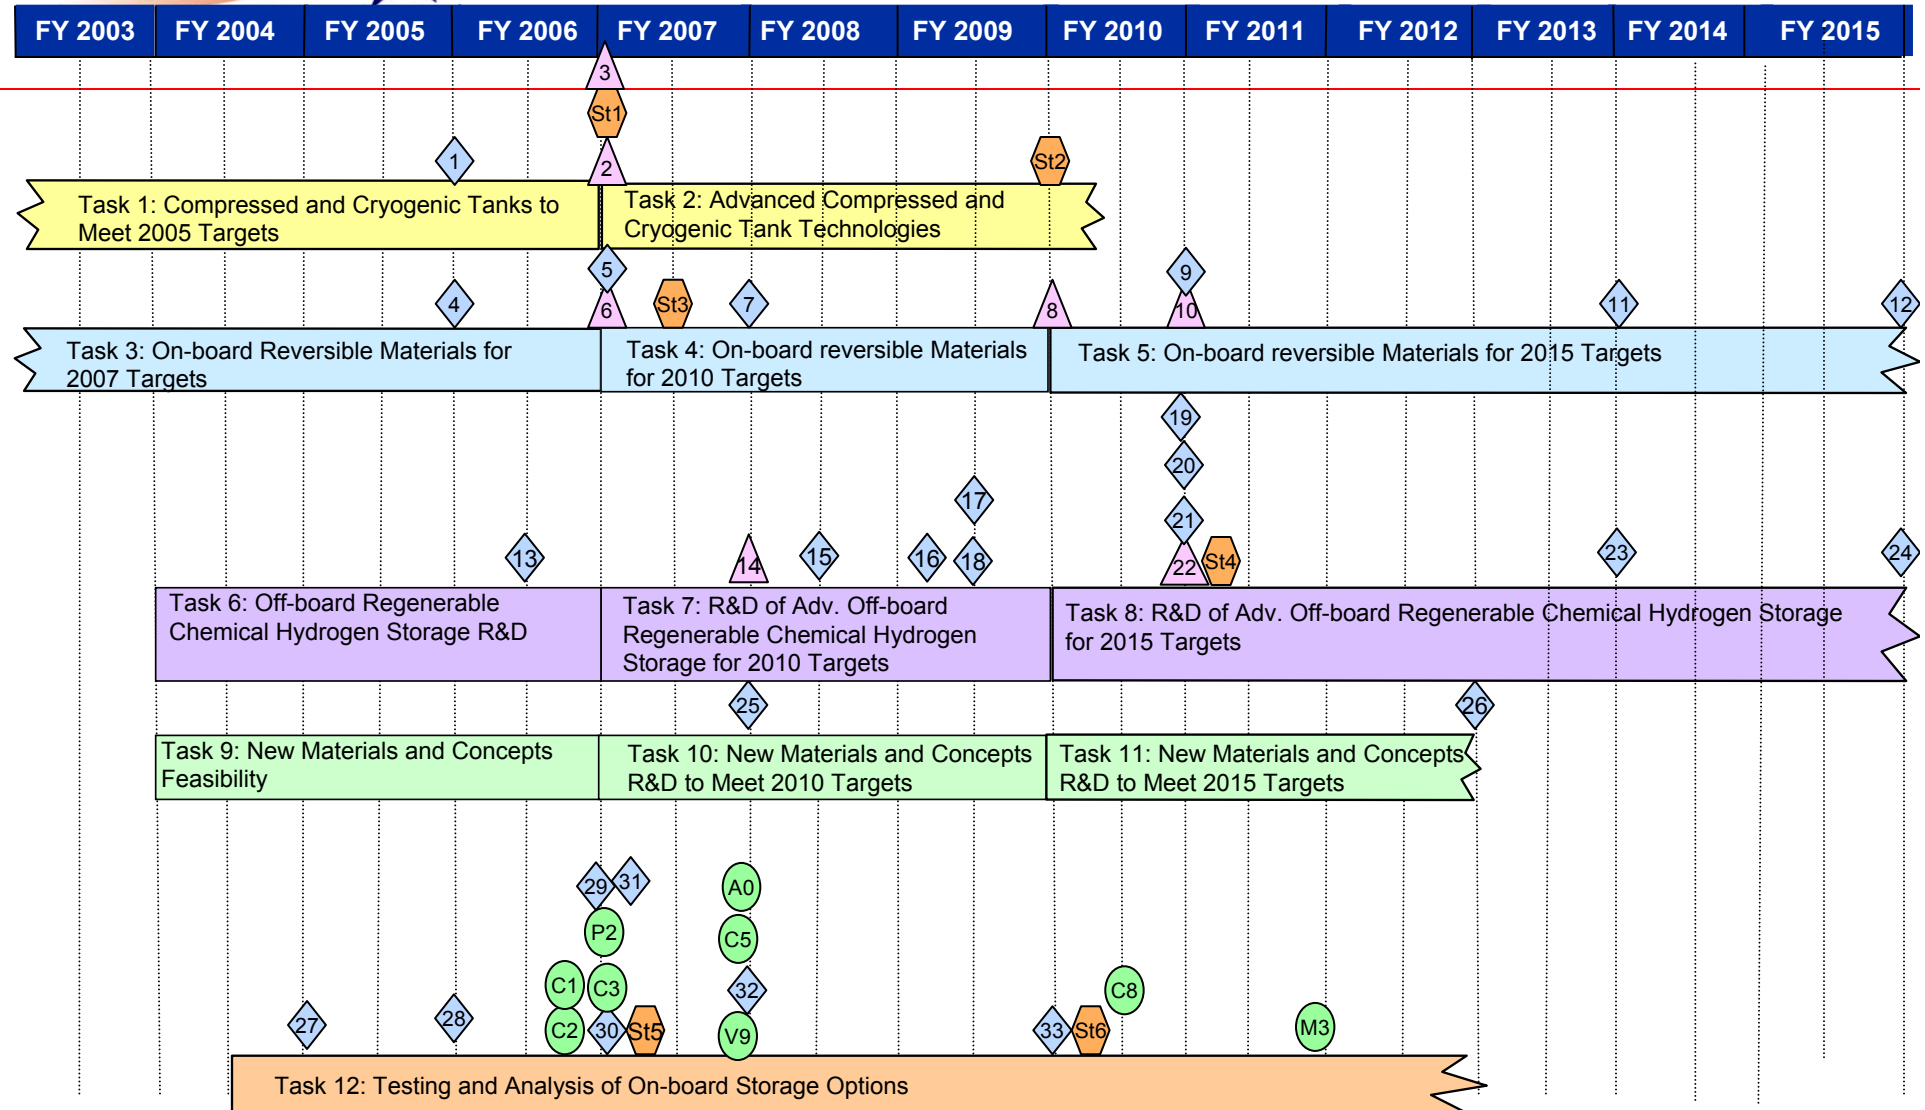 FY 2003 FY 2004 FY 2005 FY 2006 FY 2007 FY 2008 FY 2009 FY 2010 FY 2011 FY 2012 FY 2013 FY 2014 FY 2015
3
St1
1 2 St2
Task 1: Compressed and Cryogenic Tanks to
Meet 2005 Targets
Task 2: Advanced Compressed and
Cryogenic Tank Technologies
5 9
4 6 St3 7 8 10 11 12
Task 3: On-board Reversible Materials for
2007 Targets
Task 4: On-board reversible Materials
for 2010 Targets
Task 5: On-board reversible Materials for 2015 Targets
19
20
17
21
13 14 15 16 18 22 St4 23 24
Task 6: Off-board Regenerable
Chemical Hydrogen Storage R&D
Task 7: R&D of Adv. Off-board
Regenerable Chemical Hydrogen
Storage for 2010 Targets
Task 8: R&D of Adv. Off-board Regenerable Chemical Hydrogen Storage
for 2015 Targets
25 26
Task 9: New Materials and Concepts
Feasibility
Task 10: New Materials and Concepts
R&D to Meet 2010 Targets
Task 11: New Materials and Concepts
R&D to Meet 2015 Targets
29 31 A0
P2 C5
C1 C3 32 C8
27 28 C2 30 St5 V9 33 St6 M3
Task 12: Testing and Analysis of On-board Storage Options